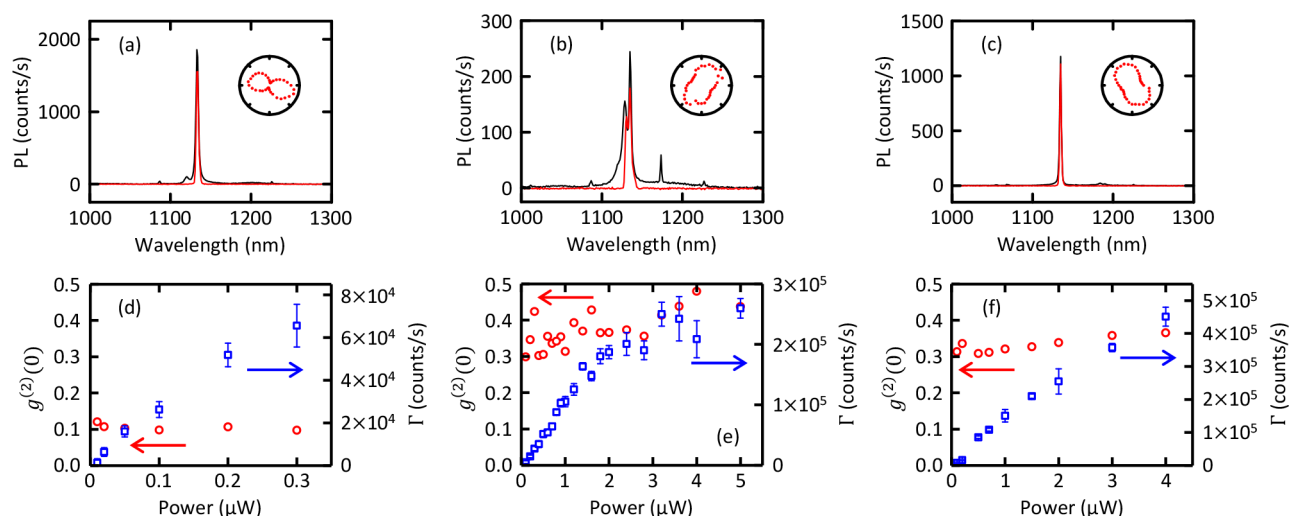 (a)
PL (counts/s)
2000
1000
0
1000 1100 1200 1300
Wavelength (nm)
(b)
PL (counts/s)
300
200
100
0
1000 1100 1200 1300
Wavelength (nm)
(c)
PL (counts/s)
1500
1000
500
0
1000 1100 1200 1300
Wavelength (nm)
(d)
g⁽²⁾(0)
0.5
0.4
0.3
0.2
0.1
0.0
0 0.1 0.2 0.3
Power (µW)
8×10⁴
6×10⁴
4×10⁴
2×10⁴
0
Γ (counts/s)
(e)
g⁽²⁾(0)
0.5
0.4
0.3
0.2
0.1
0.0
0 1 2 3 4 5
Power (µW)
3×10⁵
2×10⁵
1×10⁵
0
Γ (counts/s)
(f)
g⁽²⁾(0)
0.5
0.4
0.3
0.2
0.1
0.0
0 1 2 3 4
Power (µW)
5×10⁵
4×10⁵
3×10⁵
2×10⁵
1×10⁵
0
Γ (counts/s)